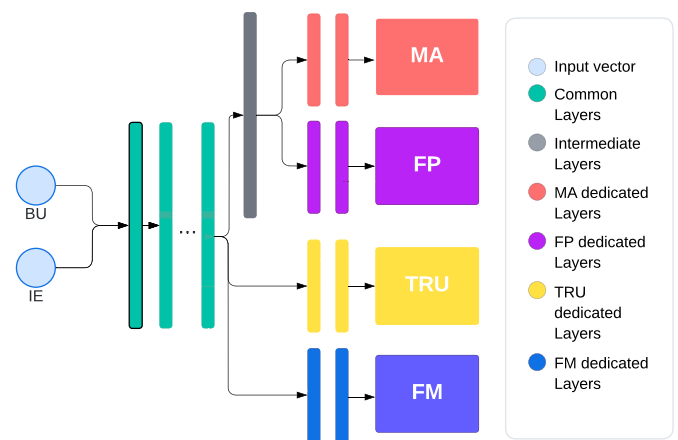 BU
IE
...
MA
FP
TRU
FM
Input vector
Common
Layers
Intermediate
Layers
MA dedicated
Layers
FP dedicated
Layers
TRU
dedicated
Layers
FM dedicated
Layers